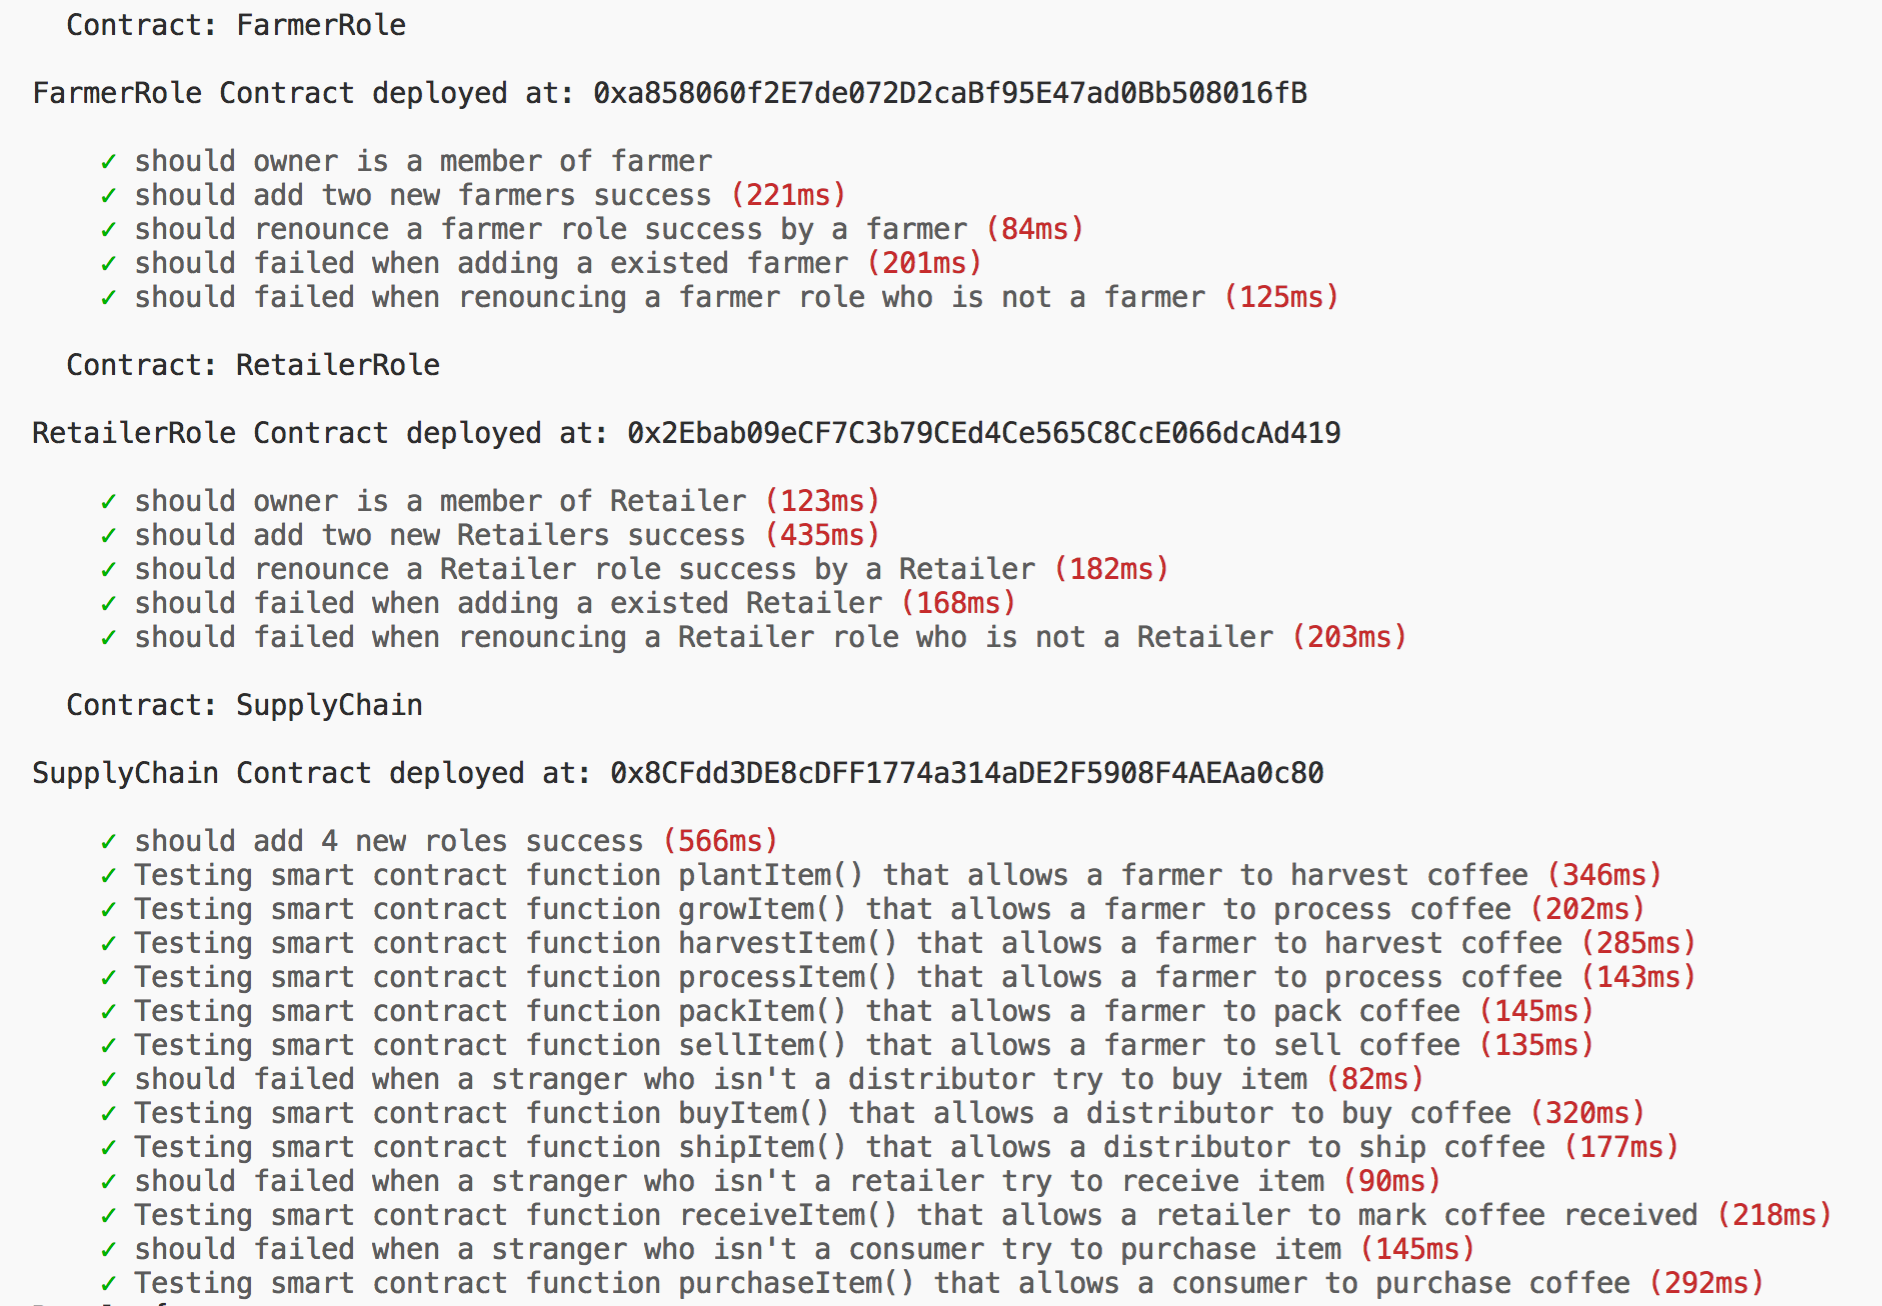 Contract: FarmerRole
FarmerRole Contract deployed at: 0xa858060f2E7de072D2caBf95E47ad0Bb508016fB
✓ should owner is a member of farmer
✓ should add two new farmers success (221ms)
✓ should renounce a farmer role success by a farmer (84ms)
✓ should failed when adding a existed farmer (201ms)
✓ should failed when renouncing a farmer role who is not a farmer (125ms)
Contract: RetailerRole
RetailerRole Contract deployed at: 0x2Ebab09eCF7C3b79CEd4Ce565C8CcE066dcAd419
✓ should owner is a member of Retailer (123ms)
✓ should add two new Retailers success (435ms)
✓ should renounce a Retailer role success by a Retailer (182ms)
✓ should failed when adding a existed Retailer (168ms)
✓ should failed when renouncing a Retailer role who is not a Retailer (203ms)
Contract: SupplyChain
SupplyChain Contract deployed at: 0x8CFdd3DE8cDFF1774a314aDE2F5908F4AEAa0c80
✓ should add 4 new roles success (566ms)
✓ Testing smart contract function plantItem() that allows a farmer to harvest coffee (346ms)
✓ Testing smart contract function growItem() that allows a farmer to process coffee (202ms)
✓ Testing smart contract function harvestItem() that allows a farmer to harvest coffee (285ms)
✓ Testing smart contract function processItem() that allows a farmer to process coffee (143ms)
✓ Testing smart contract function packItem() that allows a farmer to pack coffee (145ms)
✓ Testing smart contract function sellItem() that allows a farmer to sell coffee (135ms)
✓ should failed when a stranger who isn't a distributor try to buy item (82ms)
✓ Testing smart contract function buyItem() that allows a distributor to buy coffee (320ms)
✓ Testing smart contract function shipItem() that allows a distributor to ship coffee (177ms)
✓ should failed when a stranger who isn't a retailer try to receive item (90ms)
✓ Testing smart contract function receiveItem() that allows a retailer to mark coffee received (218ms)
✓ should failed when a stranger who isn't a consumer try to purchase item (145ms)
✓ Testing smart contract function purchaseItem() that allows a consumer to purchase coffee (292ms)